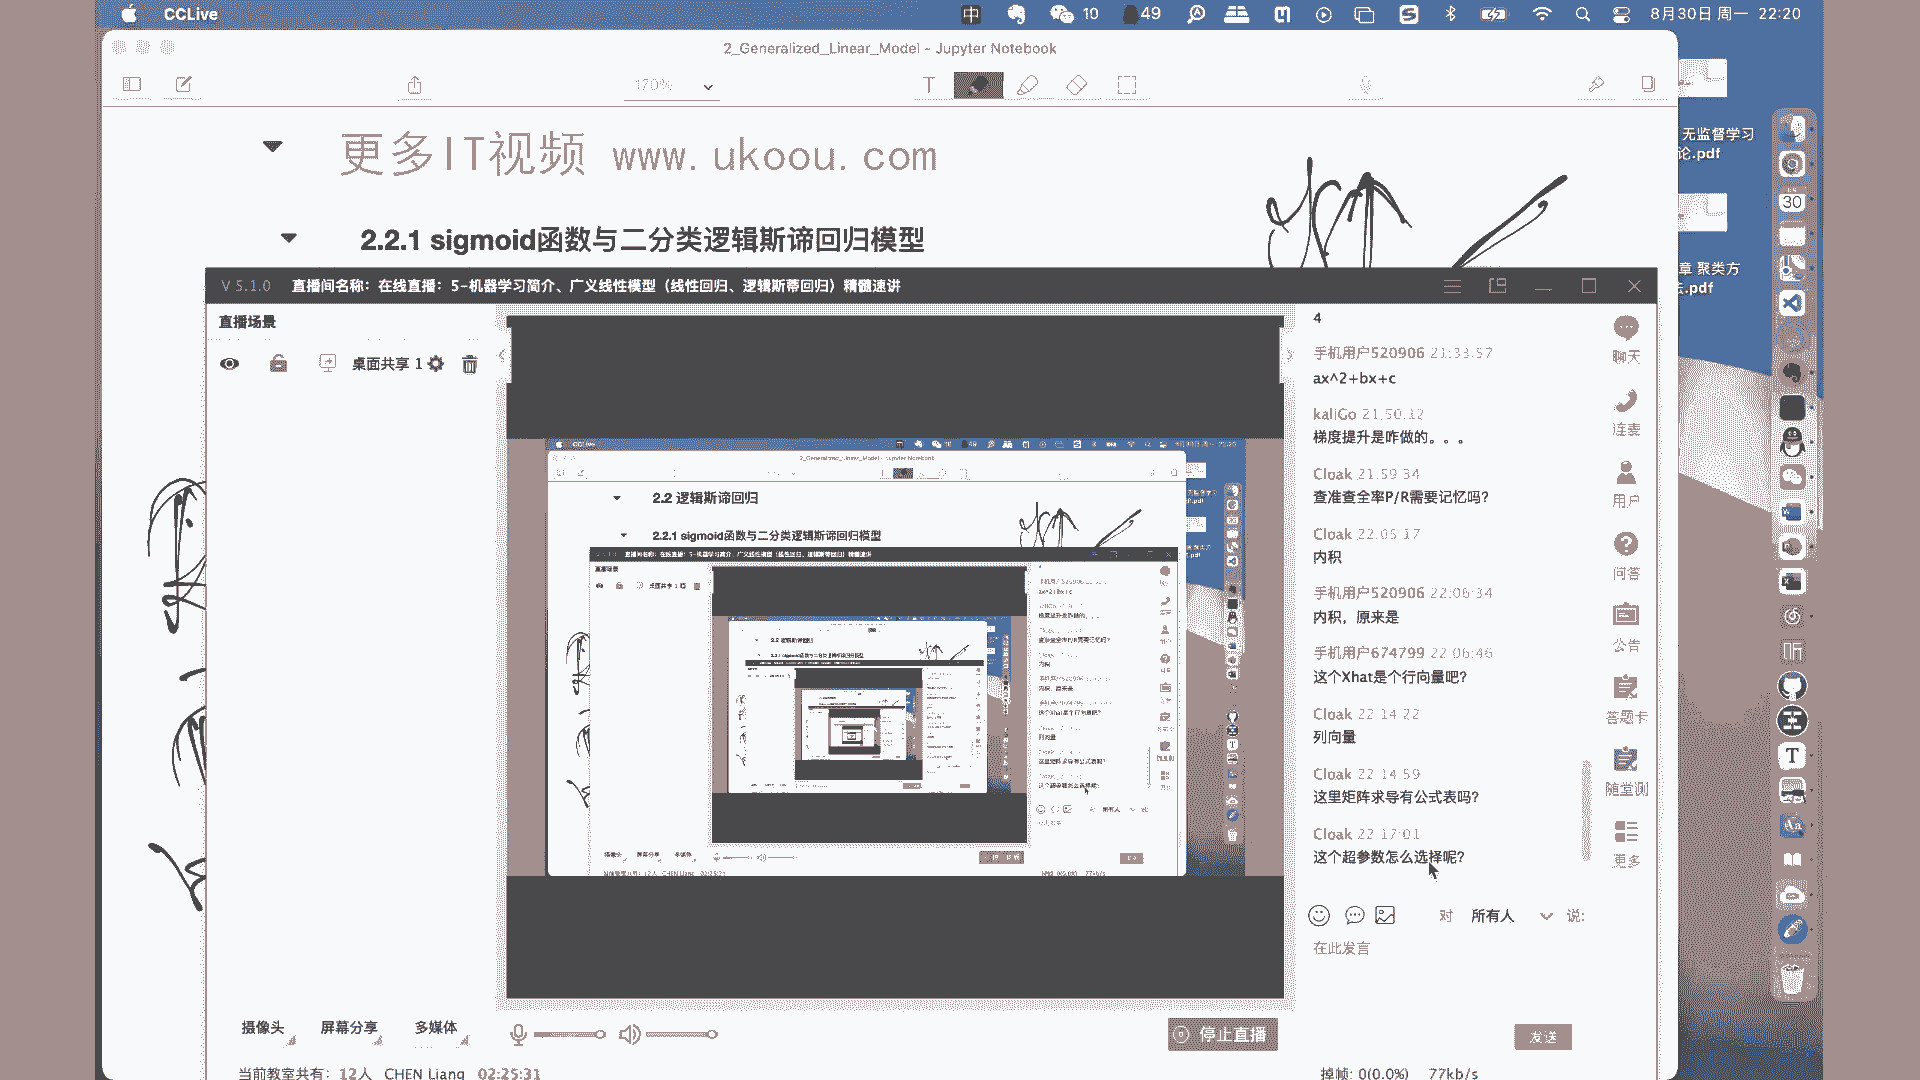 CCLive
中
10
49
8月30日 周一 22:20
2_Generalized_Linear_Model - Jupyter Notebook
170%
更多IT视频 www.ukoou.com
2.2.1 sigmoid函数与二分类逻辑斯谛回归模型
无监督学习
论.pdf
章 聚类方
法.pdf
V 5.1.0 直播间名称：在线直播：5-机器学习简介、广义线性模型（线性回归、逻辑斯蒂回归）精髓速讲
直播场景
桌面共享 1
2.2 逻辑斯谛回归
2.2.1 sigmoid函数与二分类逻辑斯谛回归模型
4
手机用户520906 21:33:57
ax^2+bx+c
kaliGo 21:50:12
梯度提升是咋做的。。。
Cloak 21:59:34
查准查全率P/R需要记忆吗?
Cloak 22:05:17
内积
手机用户520906 22:06:34
内积，原来是
手机用户674799 22:06:46
这个Xhat是个行向量吧?
Cloak 22:14:22
列向量
Cloak 22:14:59
这里矩阵求导有公式表吗?
Cloak 22:17:01
这个超参数怎么选择呢?
聊天
连麦
用户
问答
公告
答题卡
随堂测
更多
对 所有人 说:
在此发言
发送
摄像头
屏幕分享
多媒体
停止直播
当前教室共有: 12人 CHEN Liang 02:25:31
掉帧: 0(0.0%) 77kb/s